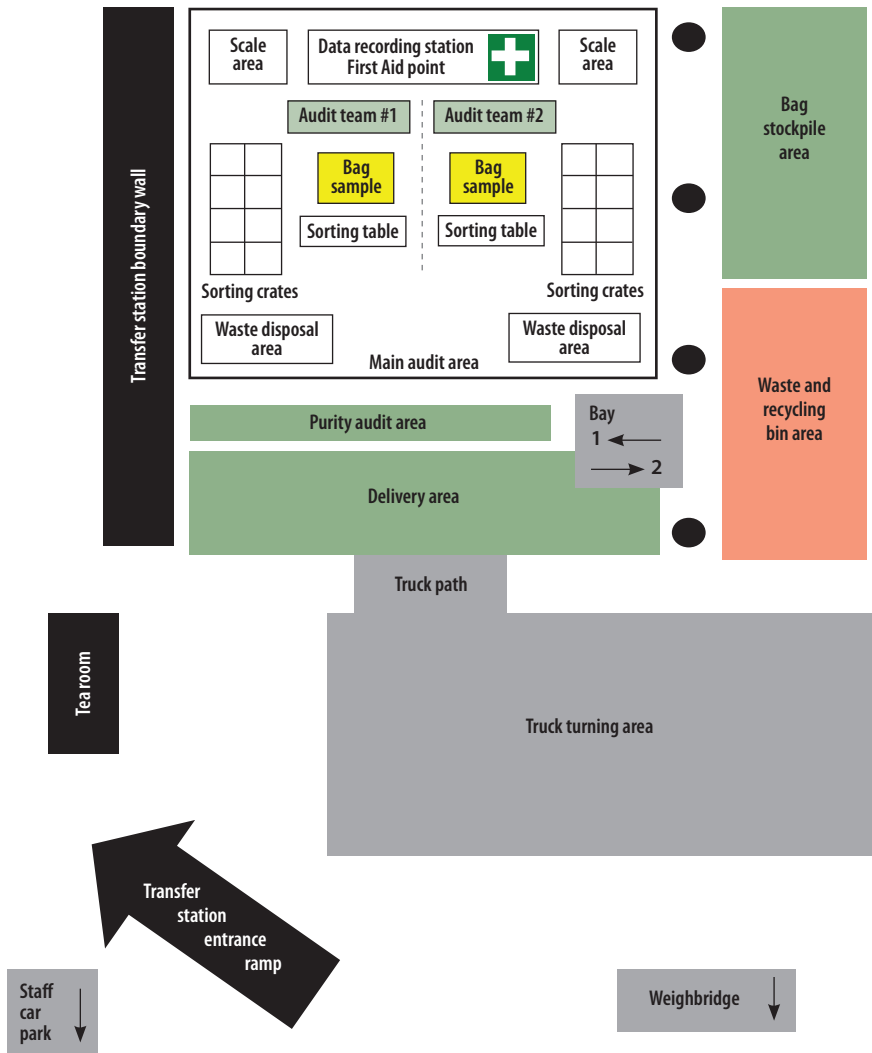 Scale
area
Data recording station
First Aid point
Scale
area
Audit team #1
Audit team #2
Bag
sample
Bag
sample
Sorting table
Sorting table
Sorting crates
Sorting crates
Waste disposal
area
Waste disposal
area
Main audit area
Transfer station boundary wall
Bag
stockpile
area
Waste and
recycling
bin area
Purity audit area
Bay
1
2
Delivery area
Truck path
Tea room
Truck turning area
Transfer
station
entrance
ramp
Staff
car
park
Weighbridge